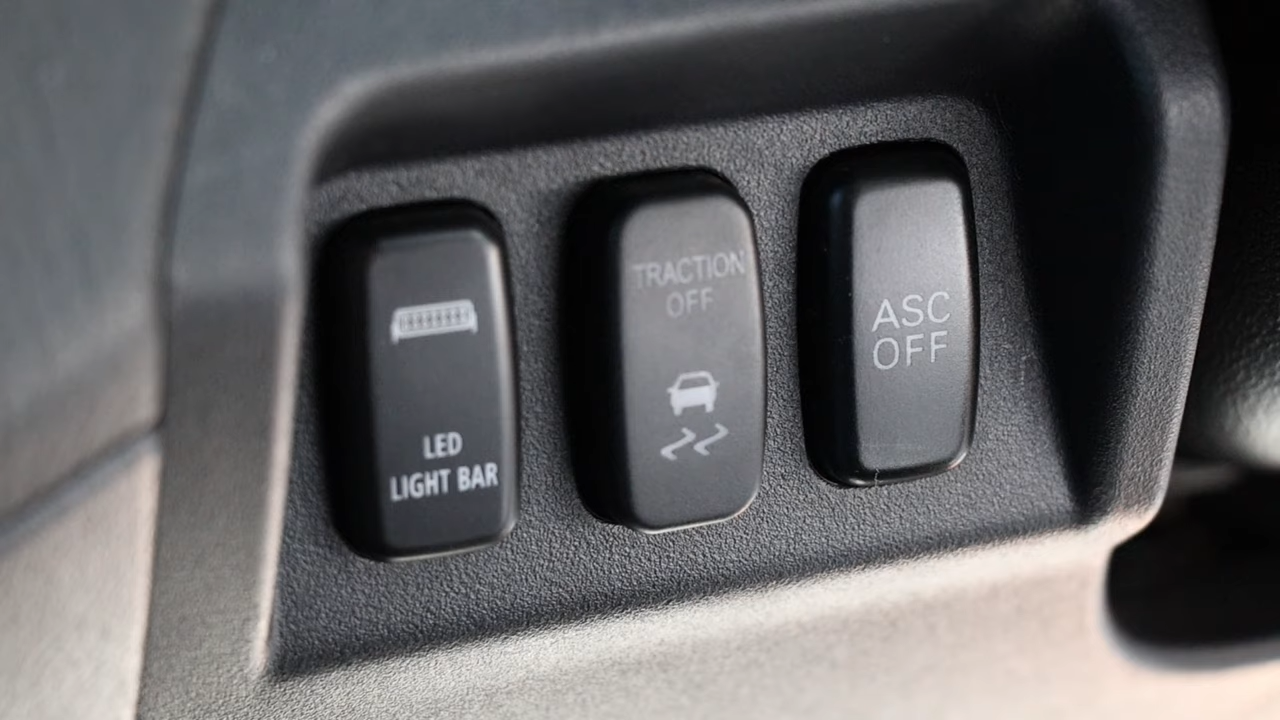 LED
LIGHT BAR
TRACTION
OFF
ASC
OFF